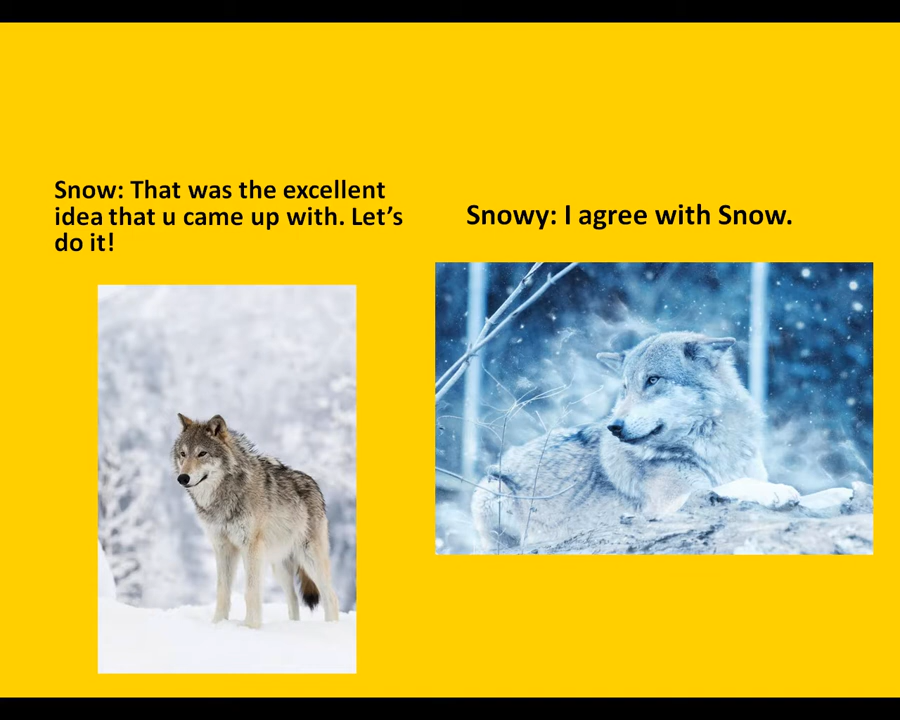 Snow: That was the excellent
idea that u came up with. Let’s
do it!
Snowy: I agree with Snow.